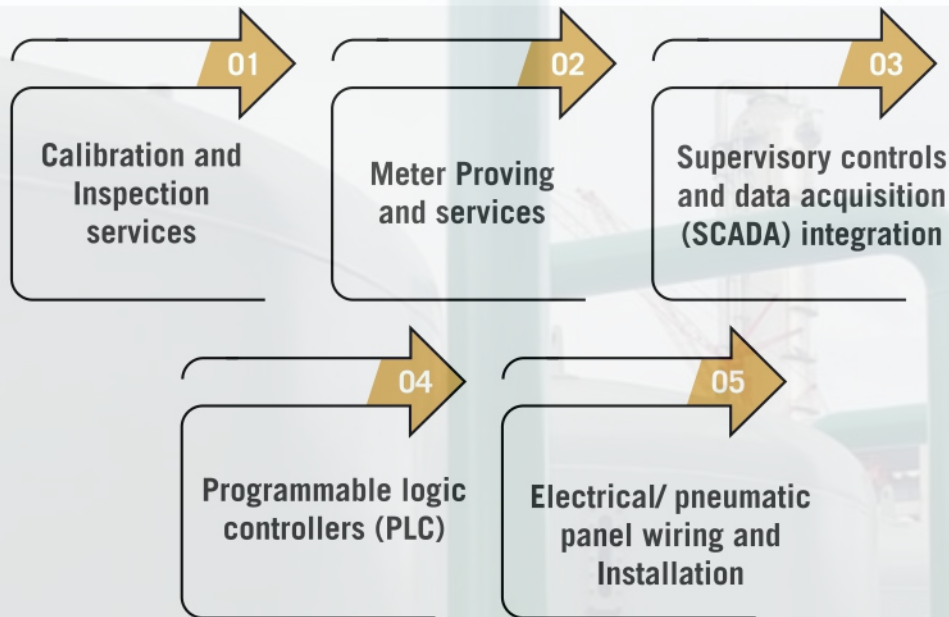 01
Calibration and
Inspection
services
02
Meter Proving
and services
03
Supervisory controls
and data acquisition
(SCADA) integration
04
Programmable logic
controllers (PLC)
05
Electrical/ pneumatic
panel wiring and
Installation